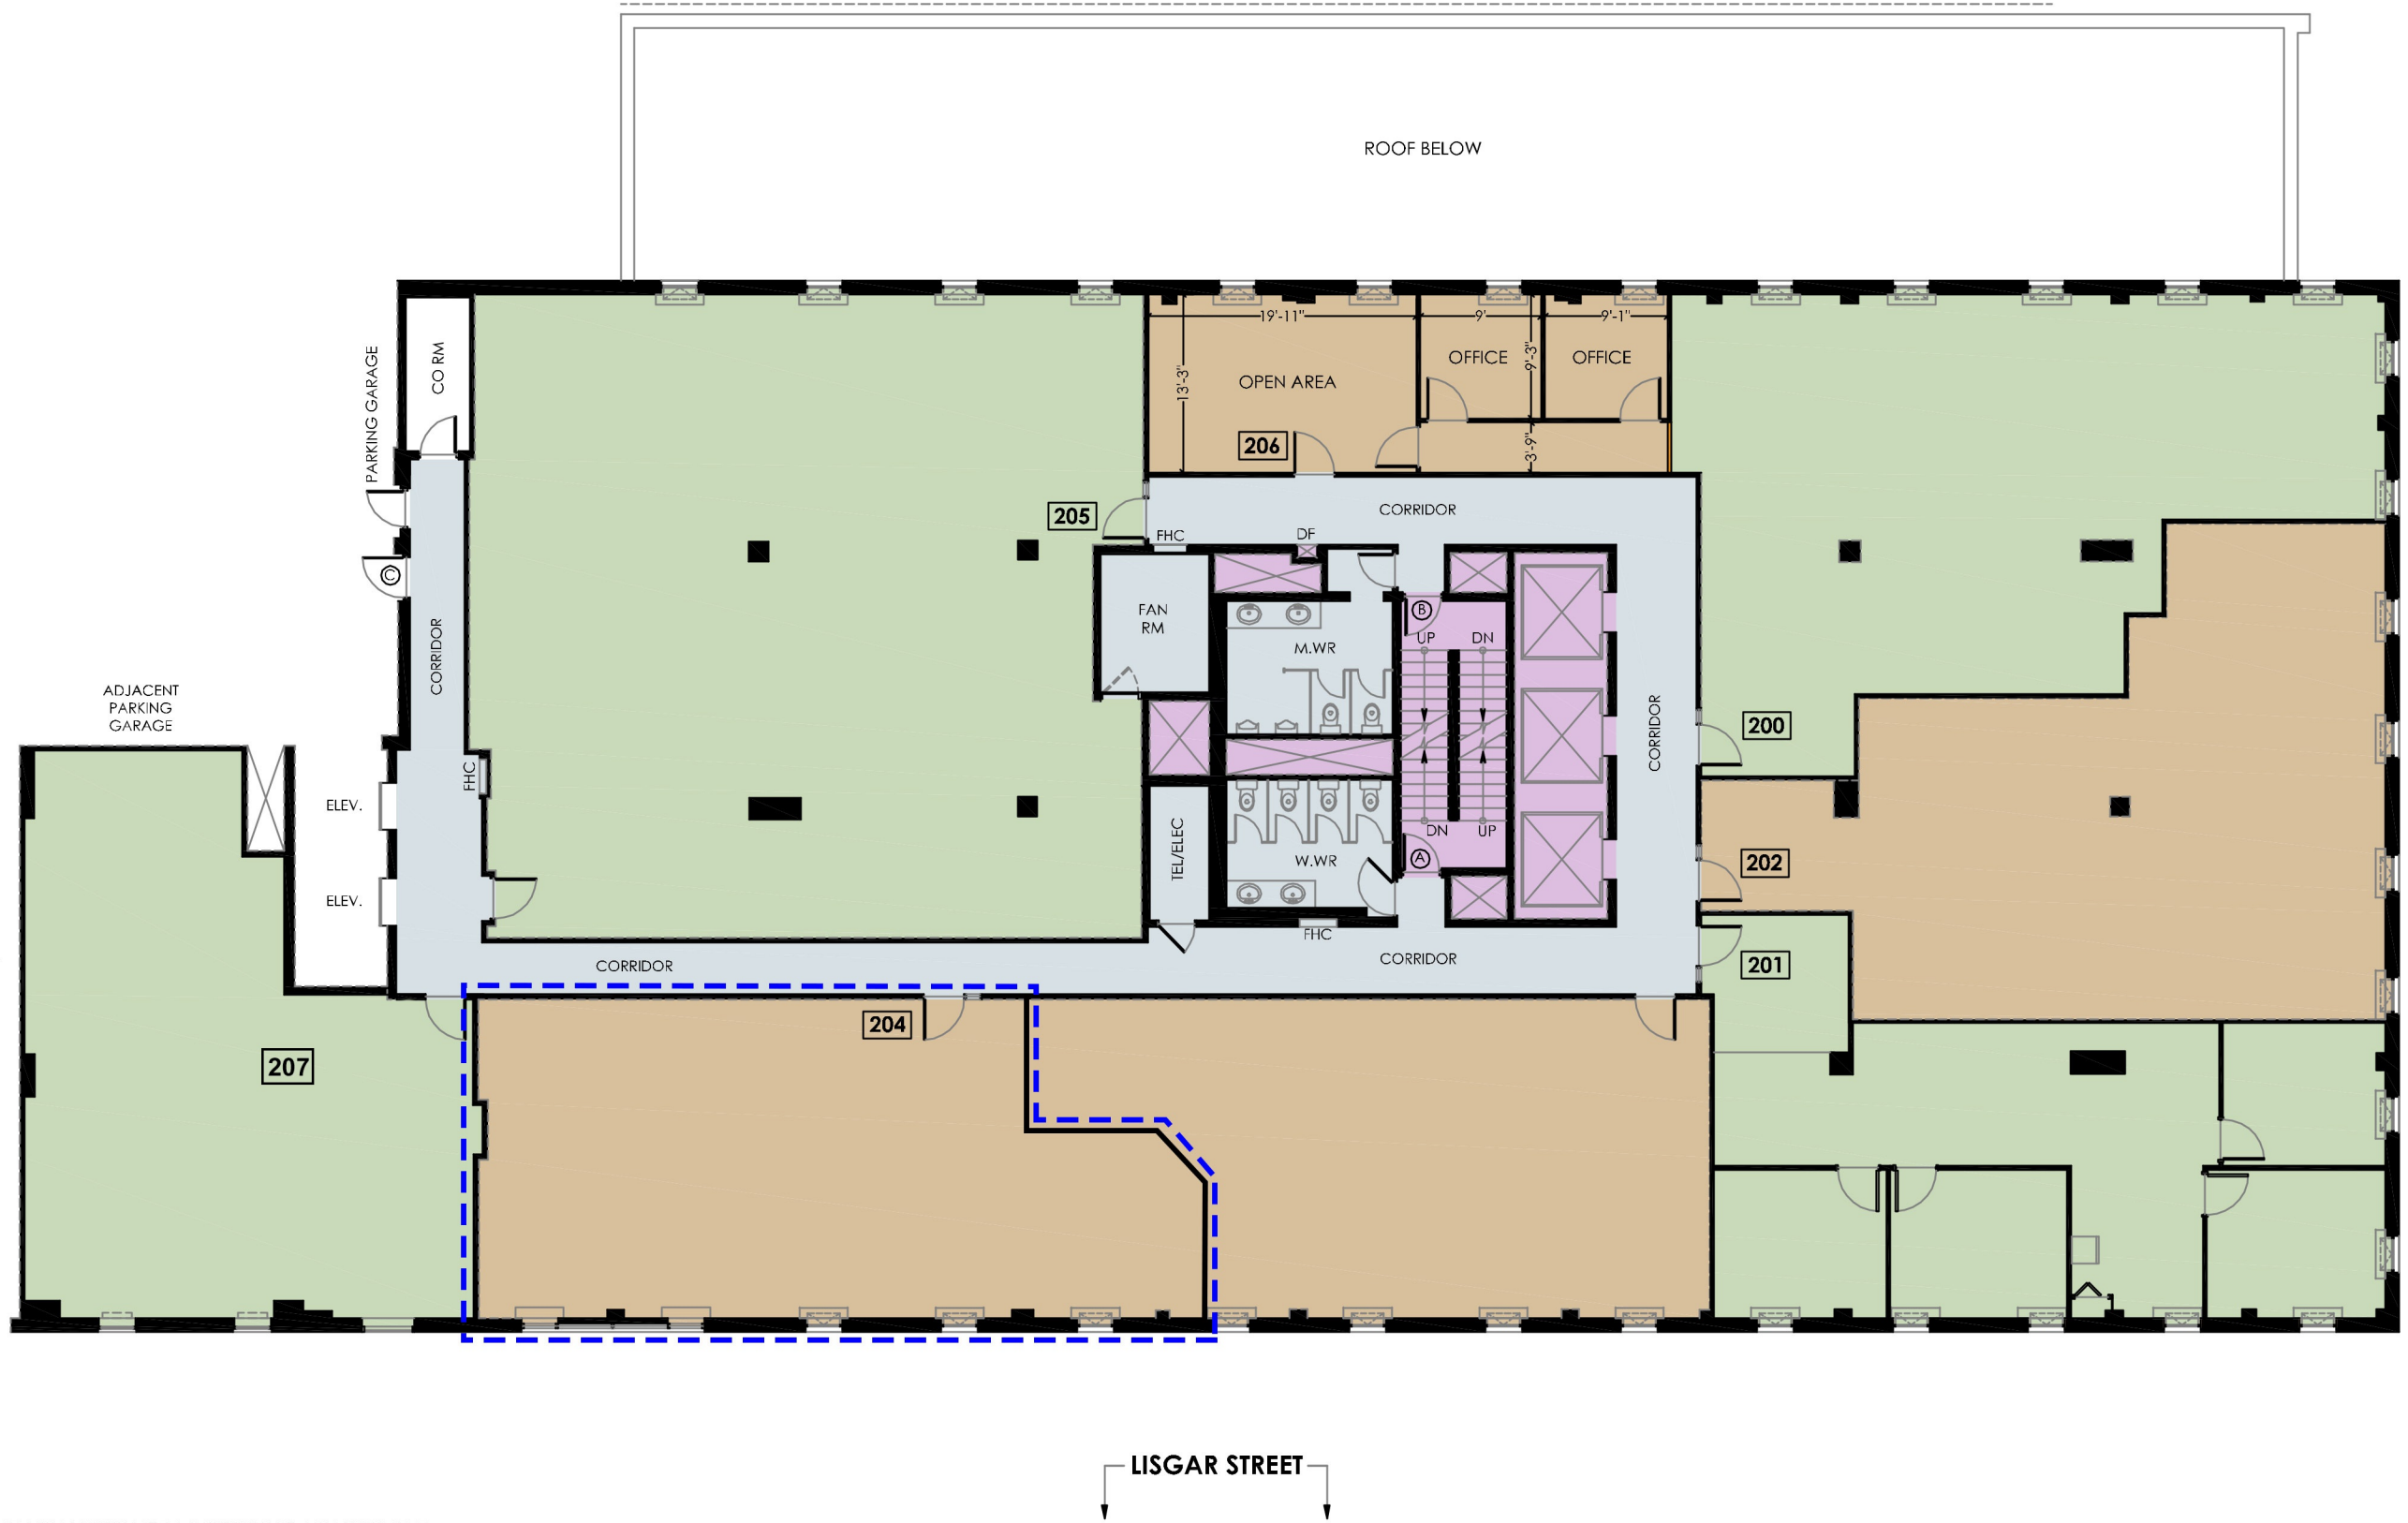 ROOF BELOW
19'-11"
9'
9'-1"
CO RM
PARKING GARAGE
13'-3"
OPEN AREA
OFFICE
9'-3"
OFFICE
206
3'-9"
205
CORRIDOR
FHC
DF
C
FAN
RM
B
UP
DN
M.WR
CORRIDOR
ADJACENT
PARKING
GARAGE
CORRIDOR
200
FHC
ELEV.
ELEV.
TEL/ELEC
DN
UP
A
W.WR
202
FHC
CORRIDOR
CORRIDOR
201
204
207
LISGAR STREET